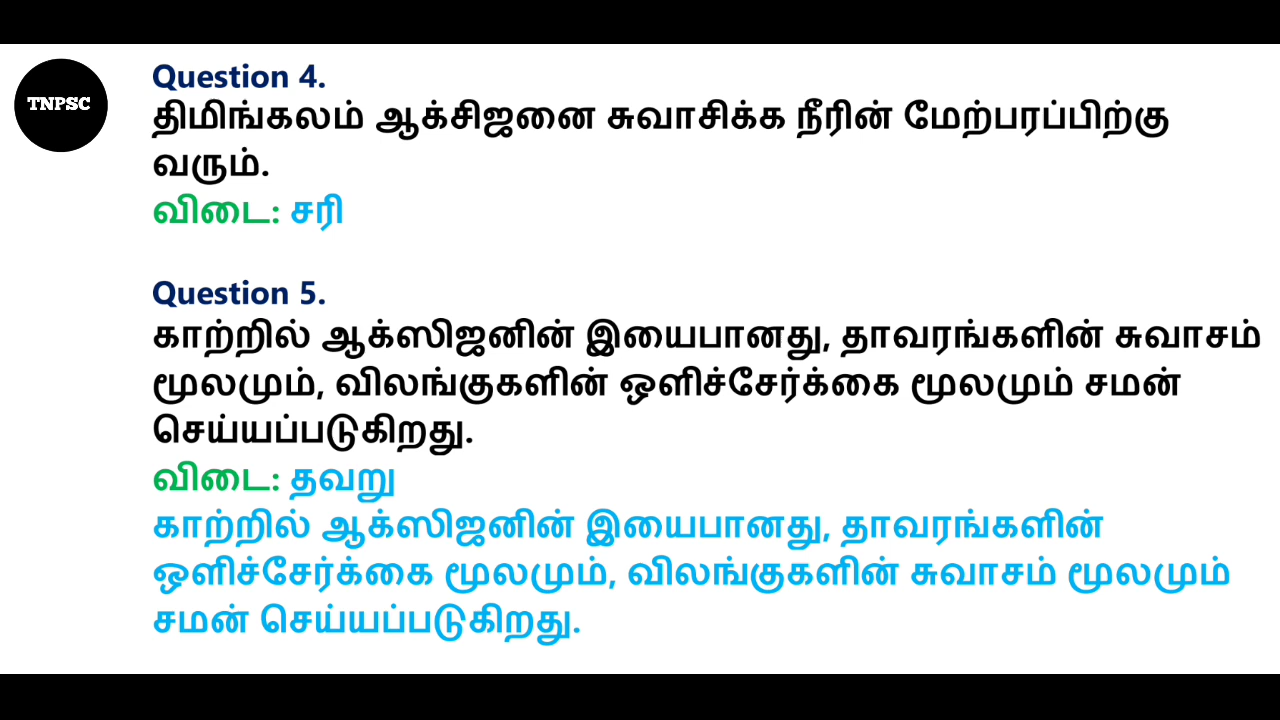 TNPSC
Question 4.
திமிங்கலம் ஆக்சிஜனை சுவாசிக்க நீரின் மேற்பரப்பிற்கு
வரும்.
விடை: சரி
Question 5.
காற்றில் ஆக்ஸிஜனின் இயைபானது, தாவரங்களின் சுவாசம்
மூலமும், விலங்குகளின் ஒளிச்சேர்க்கை மூலமும் சமன்
செய்யப்படுகிறது.
விடை: தவறு
காற்றில் ஆக்ஸிஜனின் இயைபானது, தாவரங்களின்
ஒளிச்சேர்க்கை மூலமும், விலங்குகளின் சுவாசம் மூலமும்
சமன் செய்யப்படுகிறது.